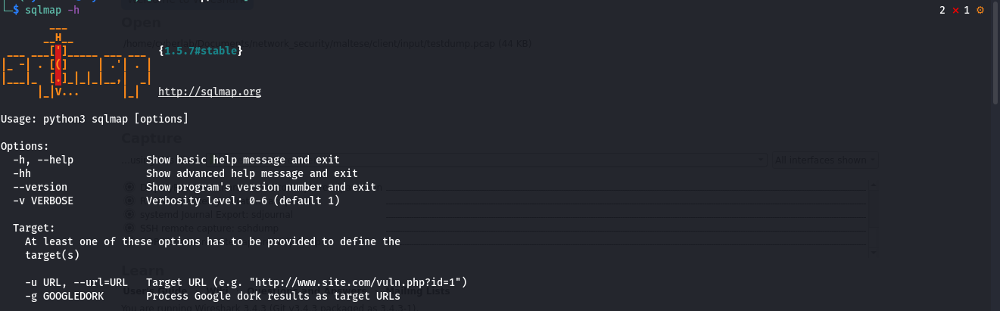 $ sqlmap -h
2 × 1 ⚙
        ___
       __H__
 ___ ___[']_____ ___ ___  {1.5.7#stable}
|_ -| . [(]     | .'| . |
|___|_  [.]_|_|_|__,|  _|
      |_|V...       |_|   http://sqlmap.org
Usage: python3 sqlmap [options]
Options:
-h, --help Show basic help message and exit
-hh Show advanced help message and exit
--version Show program's version number and exit
-v VERBOSE Verbosity level: 0-6 (default 1)
Target:
At least one of these options has to be provided to define the
target(s)
-u URL, --url=URL Target URL (e.g. "http://www.site.com/vuln.php?id=1")
-g GOOGLEDORK Process Google dork results as target URLs
Open
Documents/network_security/maltese/client/input/testdump.pcap (44 KB)
Capture
All interfaces shown
systemd Journal Export: sdjournal
SSH remote capture: sshdump
Learn